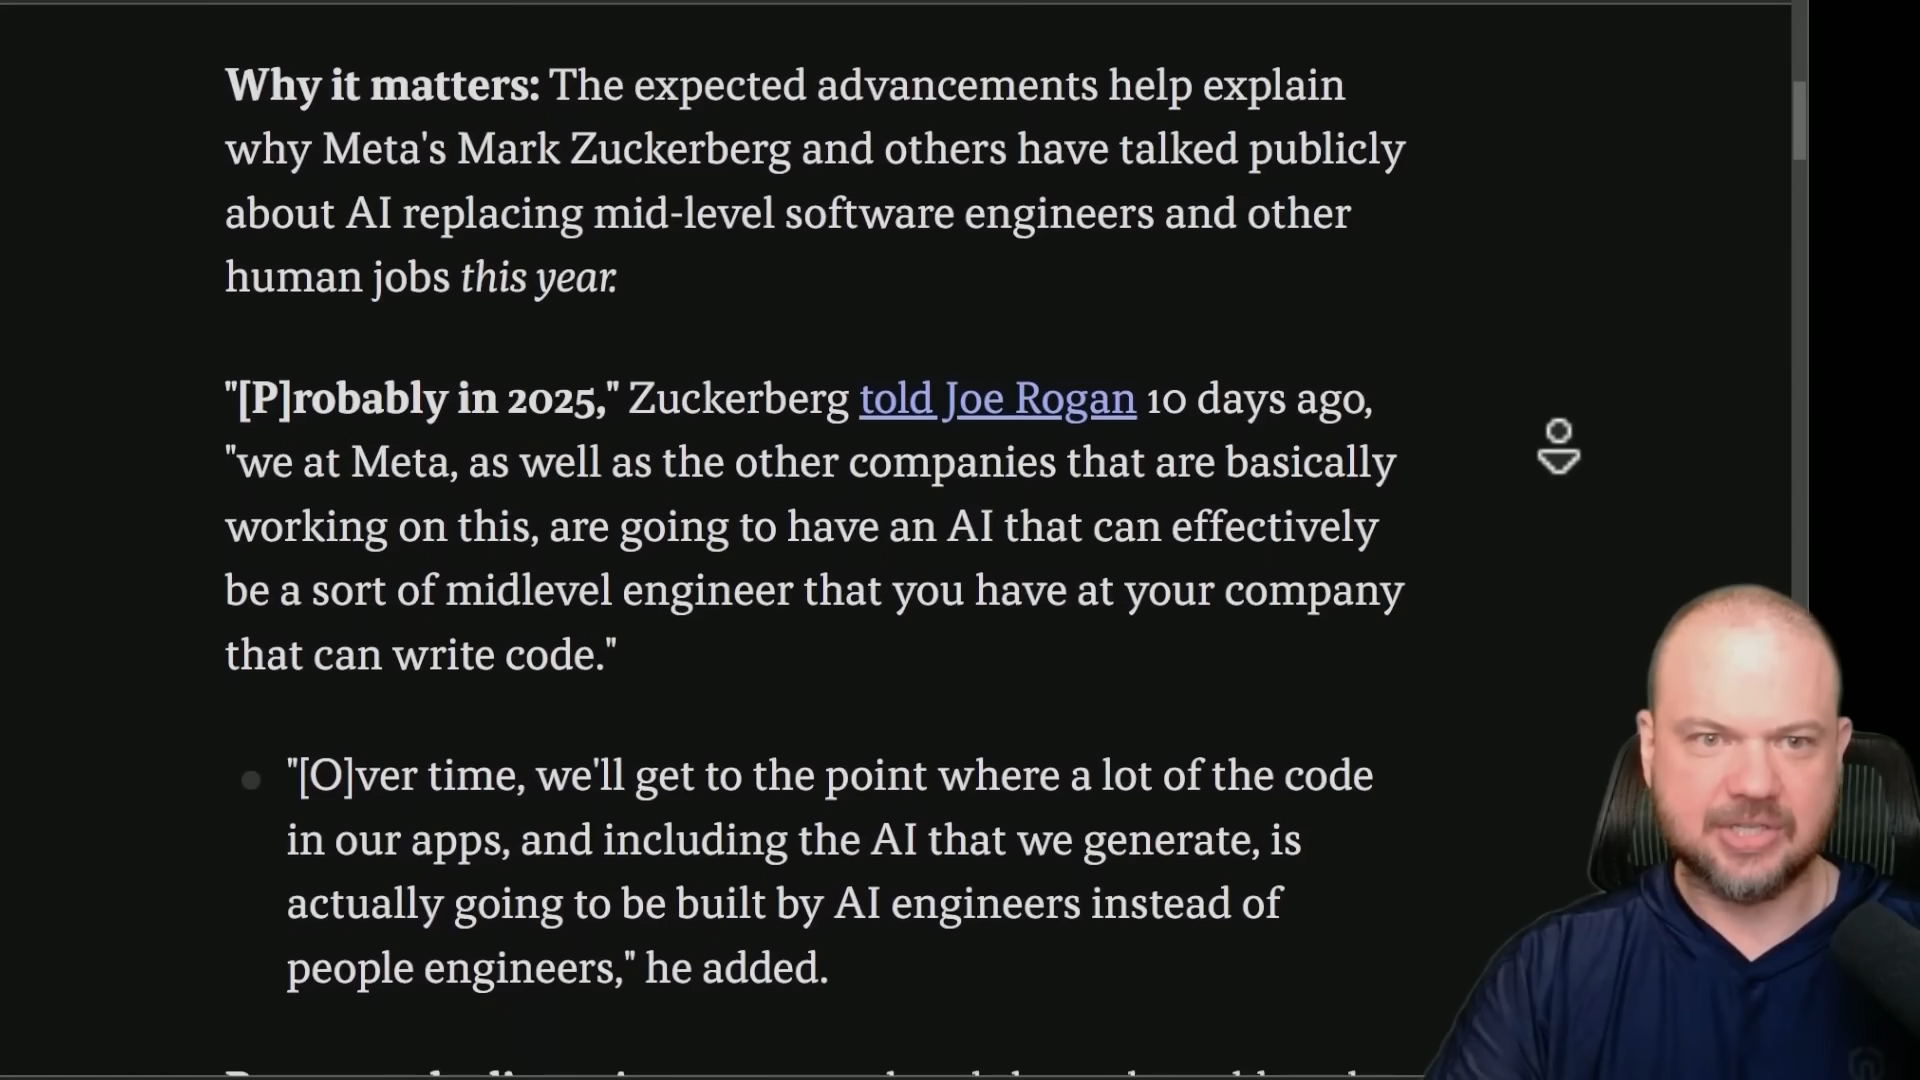 Why it matters: The expected advancements help explain
why Meta's Mark Zuckerberg and others have talked publicly
about AI replacing mid-level software engineers and other
human jobs this year.
"[P]robably in 2025," Zuckerberg told Joe Rogan 10 days ago,
"we at Meta, as well as the other companies that are basically
working on this, are going to have an AI that can effectively
be a sort of midlevel engineer that you have at your company
that can write code."
"[O]ver time, we'll get to the point where a lot of the code
in our apps, and including the AI that we generate, is
actually going to be built by AI engineers instead of
people engineers," he added.